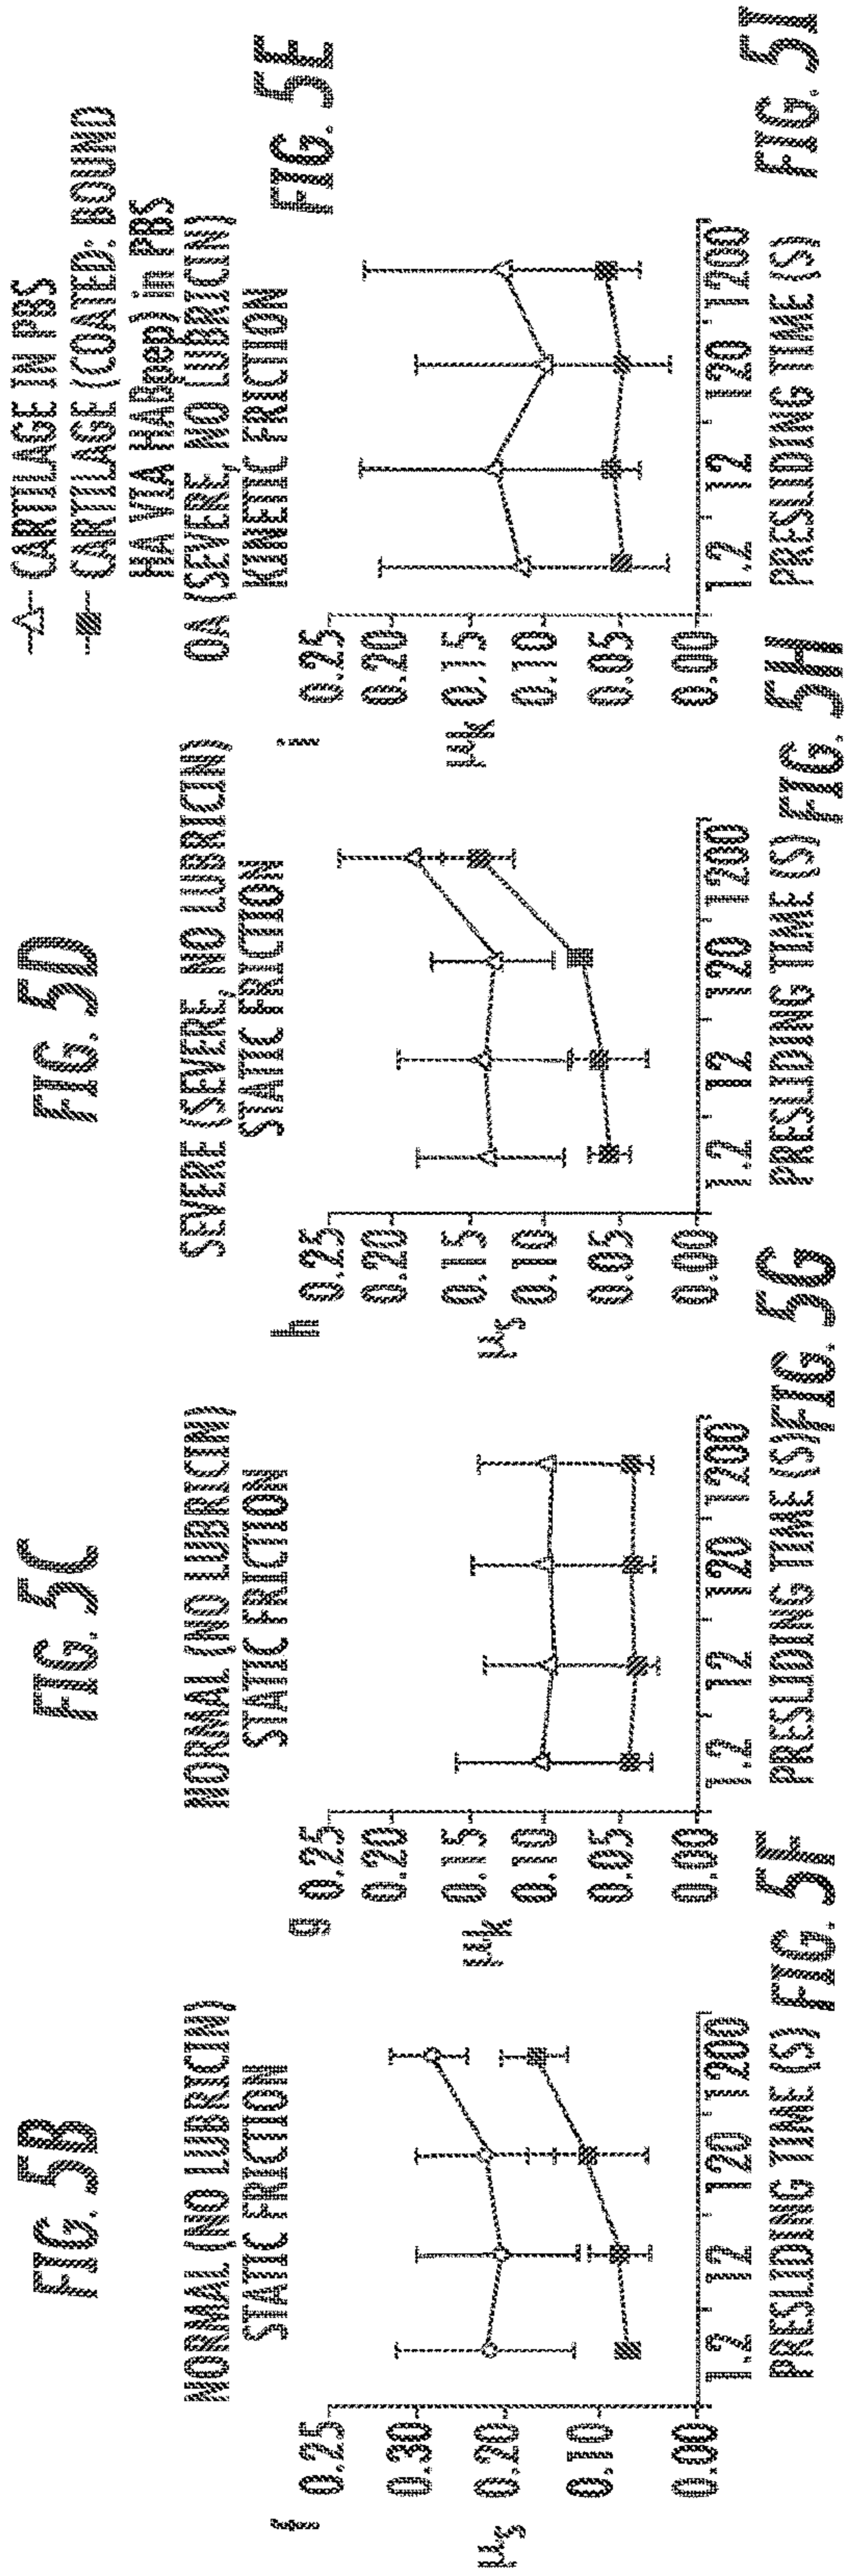 △ CARTILAGE IN PBS
CARTILAGE (COATED: BOUND
HA VIA HABpep) in PBS
FIG. 5B
FIG. 5C
FIG. 5D
FIG. 5E
NORMAL (NO LUBRICIN)
STATIC FRICTION
f
0.25
0.30
0.20
0.10
0.00
µs
1.2 12 120 1200
PRESLIDING TIME (S)
FIG. 5F
NORMAL (NO LUBRICIN)
STATIC FRICTION
g
0.25
0.20
0.15
0.10
0.05
0.00
µk
1.2 12 120 1200
PRESLIDING TIME (S)
FIG. 5G
SEVERE (SEVERE, NO LUBRICIN)
STATIC FRICTION
h
0.25
0.20
0.15
0.10
0.05
0.00
µs
1.2 12 120 1200
PRESLIDING TIME (S)
FIG. 5H
OA (SEVERE, NO LUBRICIN)
KINETIC FRICTION
i
0.25
0.20
0.15
0.10
0.05
0.00
µk
1.2 12 120 1200
PRESLIDING TIME (S)
FIG. 5I